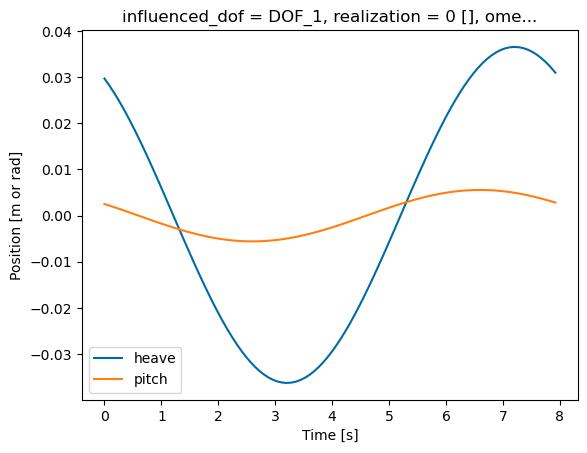 influenced_dof = DOF_1, realization = 0 [], ome...
0.04
0.03
0.02
0.01
0.00
−0.01
−0.02
−0.03
Position [m or rad]
heave
pitch
0 1 2 3 4 5 6 7 8
Time [s]